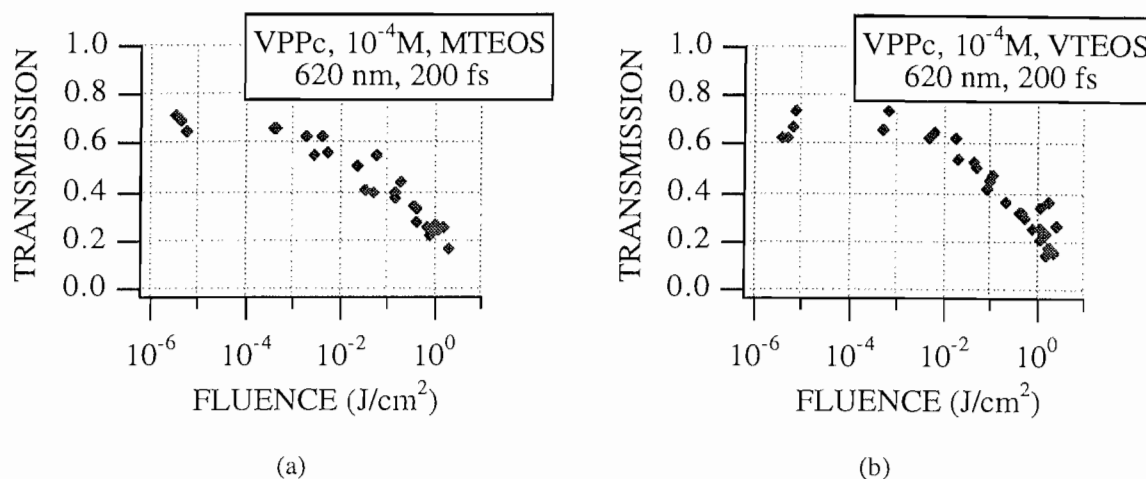 VPPc, 10⁻⁴M, MTEOS
620 nm, 200 fs
TRANSMISSION
1.0
0.8
0.6
0.4
0.2
0.0
10⁻⁶ 10⁻⁴ 10⁻² 10⁰
FLUENCE (J/cm²)
(a)
VPPc, 10⁻⁴M, VTEOS
620 nm, 200 fs
TRANSMISSION
1.0
0.8
0.6
0.4
0.2
0.0
10⁻⁶ 10⁻⁴ 10⁻² 10⁰
FLUENCE (J/cm²)
(b)